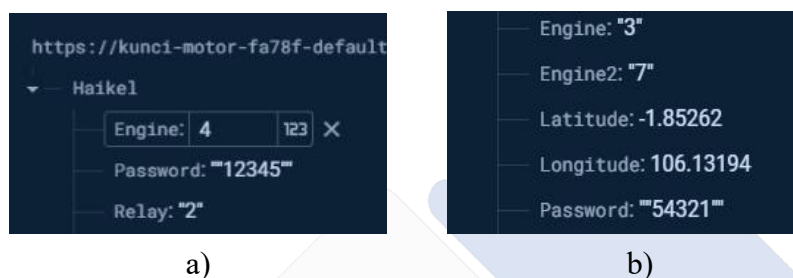 https://kunci-motor-fa78f-default
Haikel
Engine: 4 123
Password: ""12345""
Relay: "2"
a)
Engine: "3"
Engine2: "7"
Latitude: -1.85262
Longitude: 106.13194
Password: ""54321""
b)